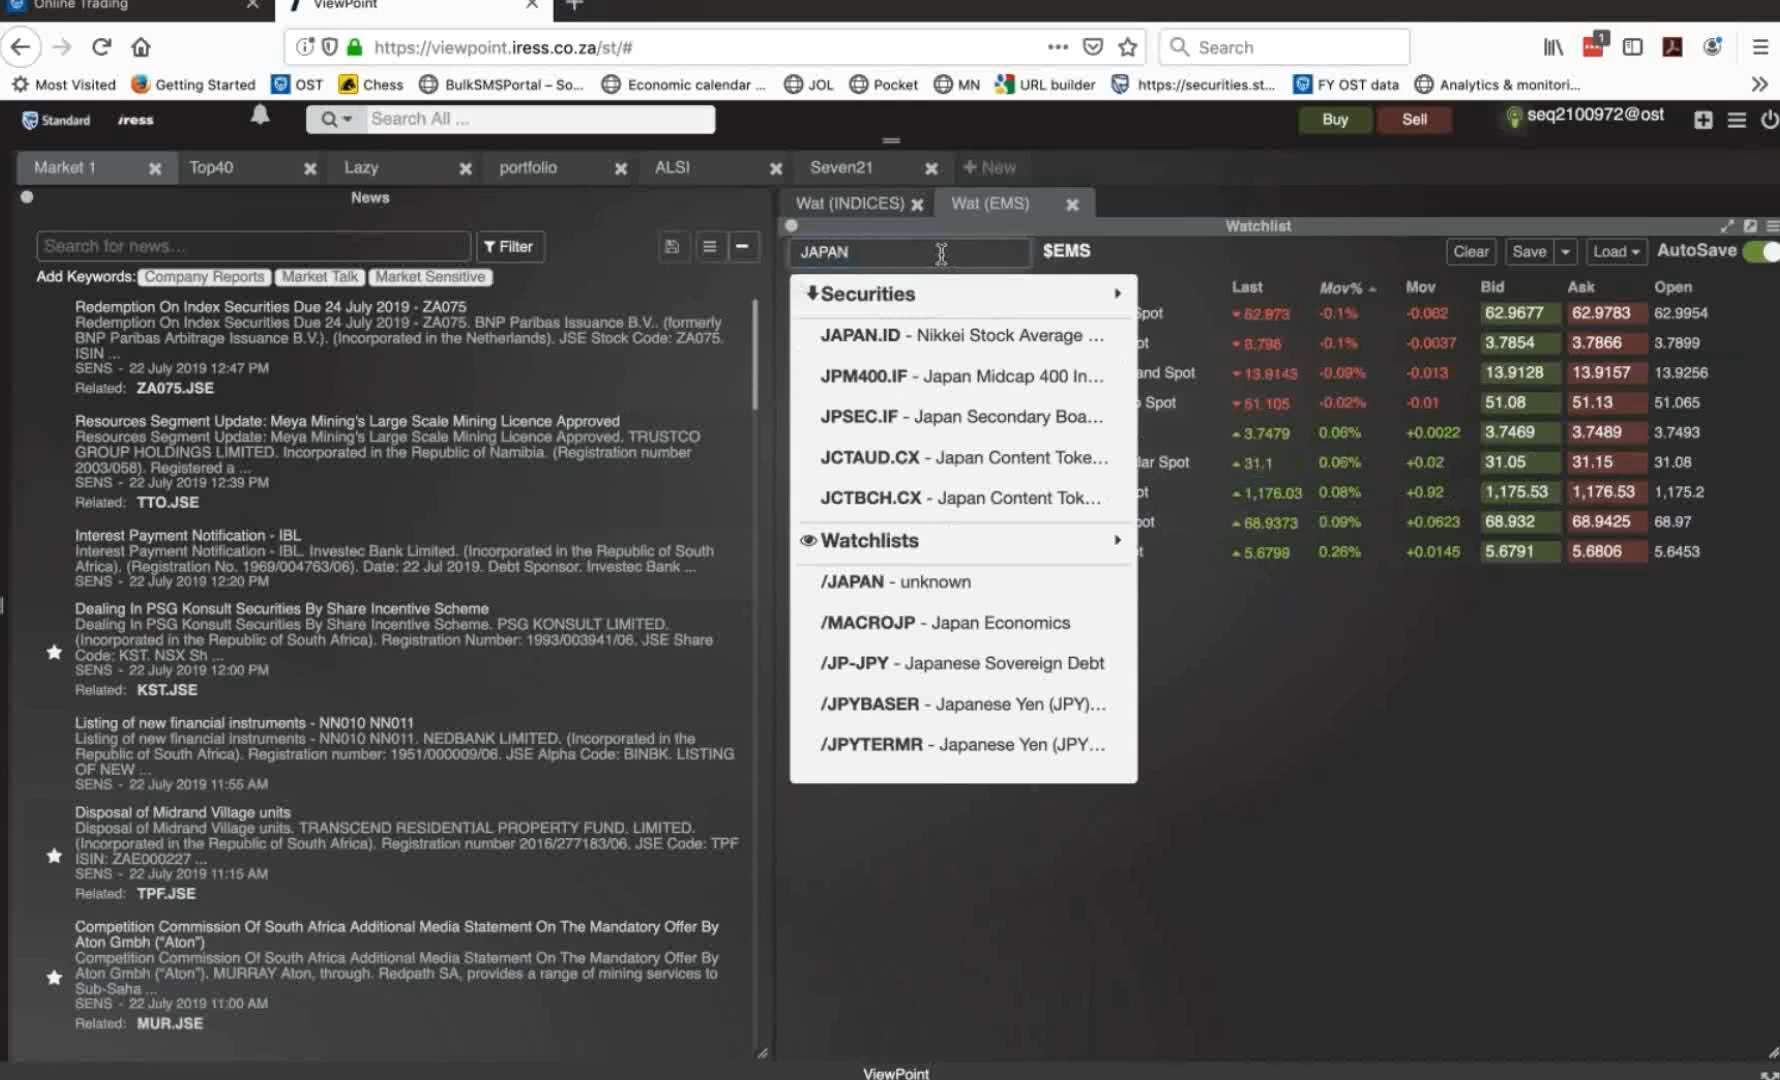 Online Trading
ViewPoint
https://viewpoint.iress.co.za/st/#
Search
1
Most Visited
Getting Started
OST
Chess
BulkSMSPortal – So...
Economic calendar ...
JOL
Pocket
MN
URL builder
https://securities.st...
FY OST data
Analytics & monitori...
Standard
iress
Search All ...
Buy
Sell
seq2100972@ost
Market 1
Top40
Lazy
portfolio
ALSI
Seven21
New
News
Search for news...
Filter
Add Keywords: Company Reports Market Talk Market Sensitive
Redemption On Index Securities Due 24 July 2019 - ZA075
Redemption On Index Securities Due 24 July 2019 - ZA075. BNP Paribas Issuance B.V.. (formerly
BNP Paribas Arbitrage Issuance B.V.). (Incorporated in the Netherlands). JSE Stock Code: ZA075.
ISIN ...
SENS - 22 July 2019 12:47 PM
Related: ZA075.JSE
Resources Segment Update: Meya Mining's Large Scale Mining Licence Approved
Resources Segment Update: Meya Mining's Large Scale Mining Licence Approved. TRUSTCO
GROUP HOLDINGS LIMITED. Incorporated in the Republic of Namibia. (Registration number
2003/058). Registered a ...
SENS - 22 July 2019 12:39 PM
Related: TTO.JSE
Interest Payment Notification - IBL
Interest Payment Notification - IBL. Investec Bank Limited. (Incorporated in the Republic of South
Africa). (Registration No. 1969/004763/06). Date: 22 Jul 2019. Debt Sponsor. Investec Bank ...
SENS - 22 July 2019 12:20 PM
Dealing In PSG Konsult Securities By Share Incentive Scheme
Dealing In PSG Konsult Securities By Share Incentive Scheme. PSG KONSULT LIMITED.
(Incorporated in the Republic of South Africa). Registration Number: 1993/003941/06. JSE Share
Code: KST. NSX Sh ...
SENS - 22 July 2019 12:00 PM
Related: KST.JSE
Listing of new financial instruments - NN010 NN011
Listing of new financial instruments - NN010 NN011. NEDBANK LIMITED. (Incorporated in the
Republic of South Africa). Registration number: 1951/000009/06. JSE Alpha Code: BINBK. LISTING
OF NEW ...
SENS - 22 July 2019 11:55 AM
Disposal of Midrand Village units
Disposal of Midrand Village units. TRANSCEND RESIDENTIAL PROPERTY FUND. LIMITED.
(Incorporated in the Republic of South Africa). Registration number 2016/277183/06. JSE Code: TPF
ISIN: ZAE000227 ...
SENS - 22 July 2019 11:15 AM
Related: TPF.JSE
Competition Commission Of South Africa Additional Media Statement On The Mandatory Offer By
Aton Gmbh ("Aton")
Competition Commission Of South Africa Additional Media Statement On The Mandatory Offer By
Aton Gmbh ("Aton"). MURRAY Aton, through. Redpath SA, provides a range of mining services to
Sub-Saha ...
SENS - 22 July 2019 11:00 AM
Related: MUR.JSE
Wat (INDICES)
Wat (EMS)
Watchlist
JAPAN
$EMS
Clear
Save
Load
AutoSave
Securities
JAPAN.ID - Nikkei Stock Average ...
JPM400.IF - Japan Midcap 400 In...
JPSEC.IF - Japan Secondary Boa...
JCTAUD.CX - Japan Content Toke...
JCTBCH.CX - Japan Content Tok...
Watchlists
/JAPAN - unknown
/MACROJP - Japan Economics
/JP-JPY - Japanese Sovereign Debt
/JPYBASER - Japanese Yen (JPY)...
/JPYTERMR - Japanese Yen (JPY...
Last Mov% Mov Bid Ask Open
Spot 62.973 -0.1% -0.062 62.9677 62.9783 62.9954
ot 3.796 -0.1% -0.0037 3.7854 3.7866 3.7899
and Spot 13.9143 -0.09% -0.013 13.9128 13.9157 13.9256
Spot 51.105 -0.02% -0.01 51.08 51.13 51.065
3.7479 0.06% +0.0022 3.7469 3.7489 3.7493
lar Spot 31.1 0.06% +0.02 31.05 31.15 31.08
ot 1,176.03 0.08% +0.92 1,175.53 1,176.53 1,175.2
oot 68.9373 0.09% +0.0623 68.932 68.9425 68.97
t 5.6798 0.26% +0.0145 5.6791 5.6806 5.6453
ViewPoint